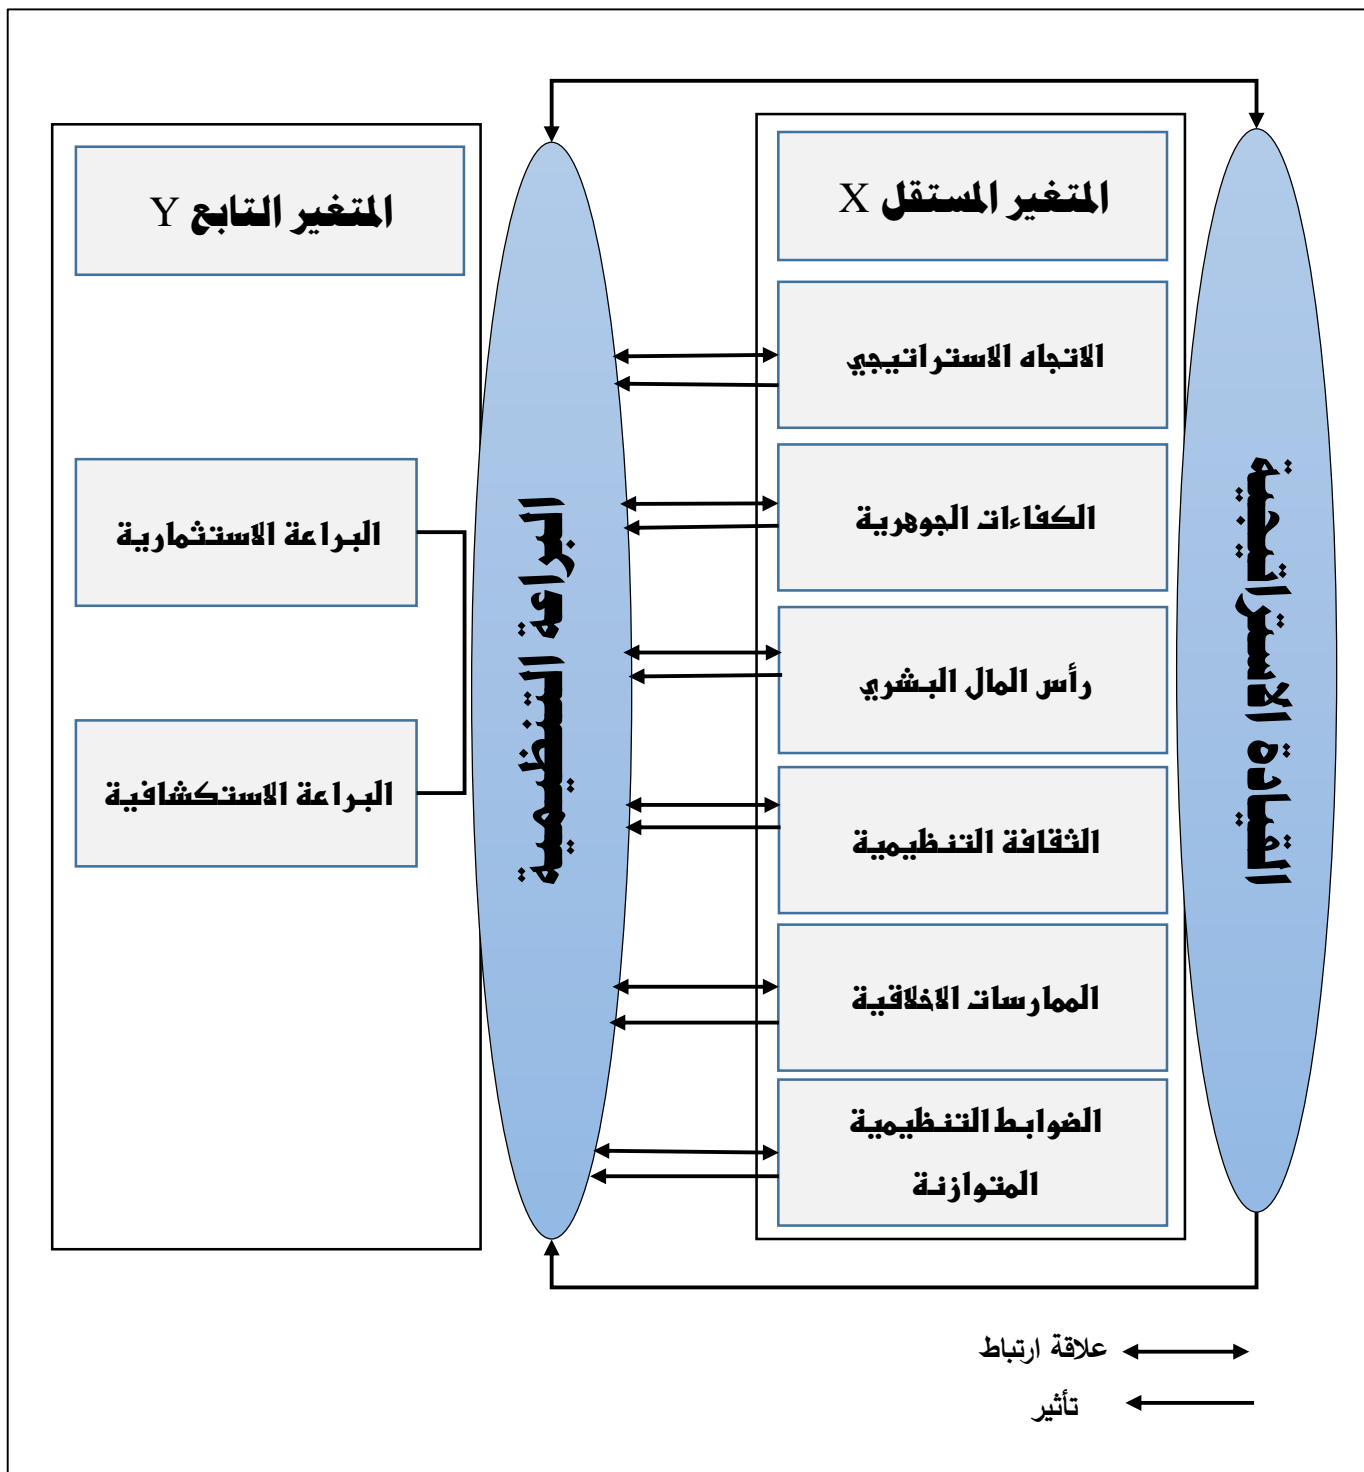 المتغير المستقل X
المتغير التابع Y
القيادة الاستراتيجية
الاتجاه الاستراتيجي
الكفاءات الجوهرية
رأس المال البشري
الثقافة التنظيمية
الممارسات الاخلاقية
الضوابط التنظيمية
المتوازنة
البراعة التنظيمية
البراعة الاستثمارية
البراعة الاستكشافية
علاقة ارتباط
تأثير